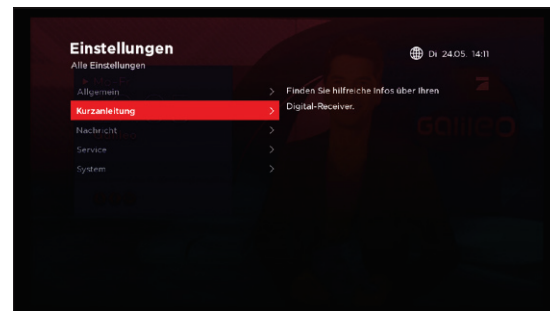 Einstellungen
Di 24.05. 14:11
Alle Einstellungen
Allgemein
Finden Sie hilfreiche Infos über Ihren
Digital-Receiver.
Kurzanleitung
Nachricht
Galileo
Service
System